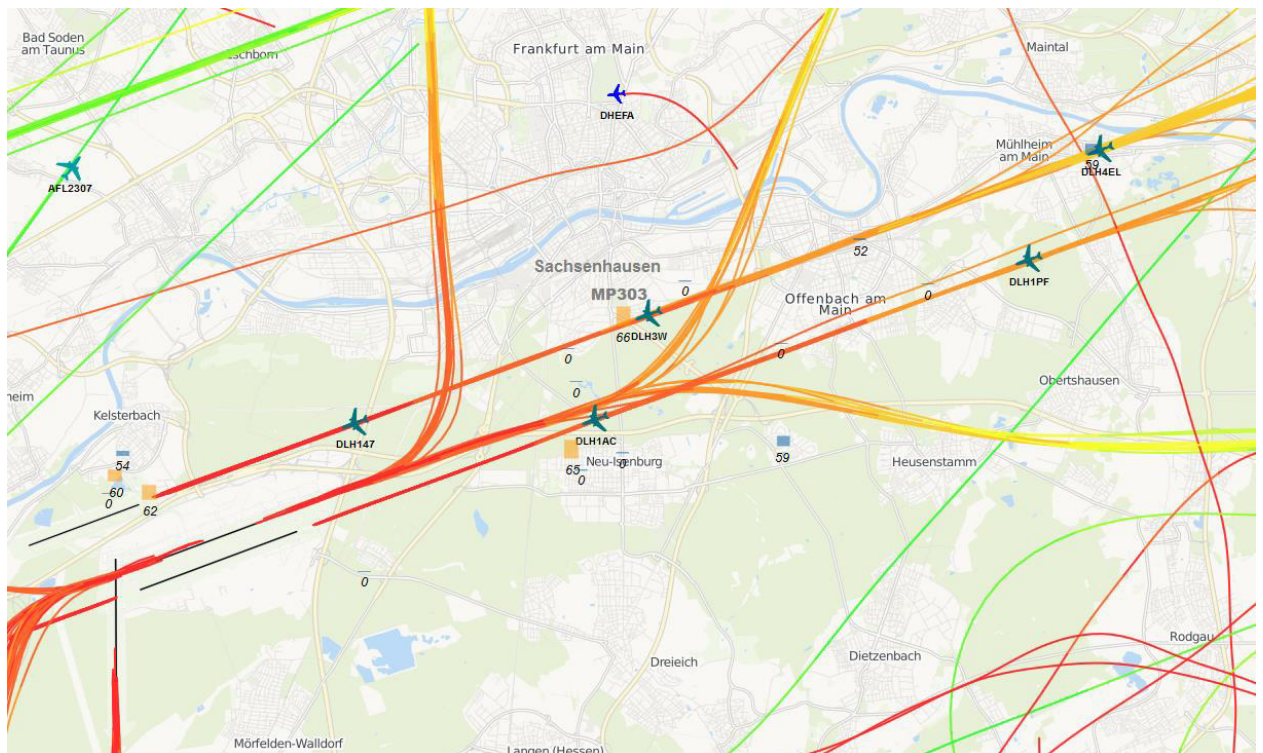 Bad Soden
am Taunus
Frankfurt am Main
Maintal
DHEFA
Mühlheim
am Main
59
DLH4EL
AFL2307
52
Sachsenhausen
DLH1PF
MP303
0
0
Offenbach am
Main
66
DLH3W
0
0
0
Obertshausen
heim
Kelsterbach
DLH147
DLH1AC
54
65
0
Neu-Isenburg
0
59
Heusenstamm
60
0
62
0
Rodgau
Dreieich
Dietzenbach
Mörfelden-Walldorf
Langen (Hessen)